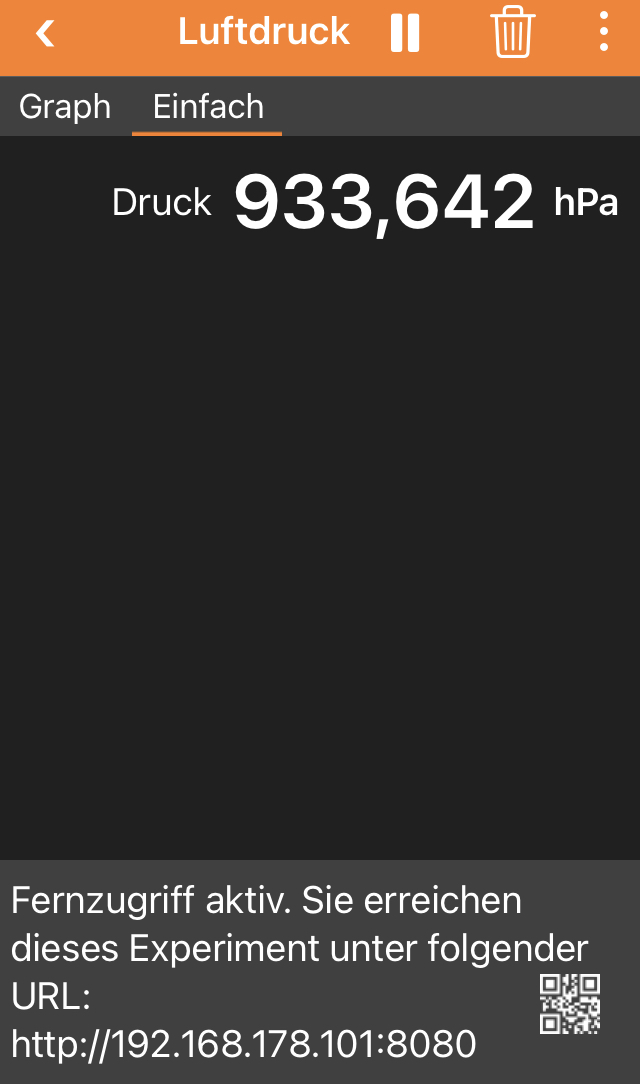 Luftdruck
Graph Einfach
Druck 933,642 hPa
Fernzugriff aktiv. Sie erreichen
dieses Experiment unter folgender
URL:
http://192.168.178.101:8080